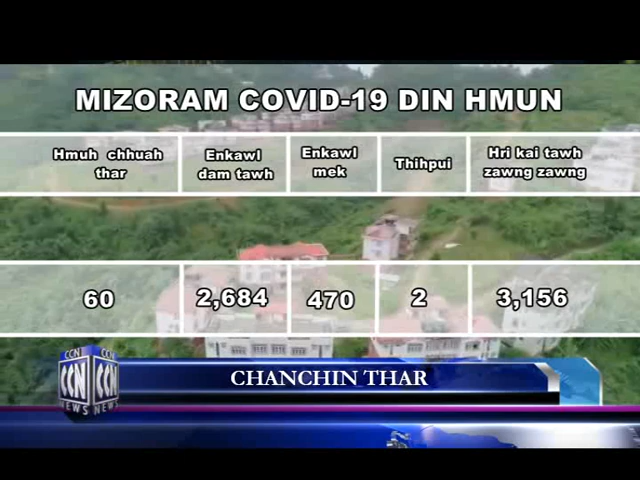 MIZORAM COVID-19 DIN HMUN
Hmuh chhuah
thar
Enkawl
dam tawh
Enkawl
mek
Thihpui
Hri kai tawh
zawng zawng
60
2,684
470
2
3,156
CCN
CCN CCN
NEWS NEWS
CHANCHIN THAR